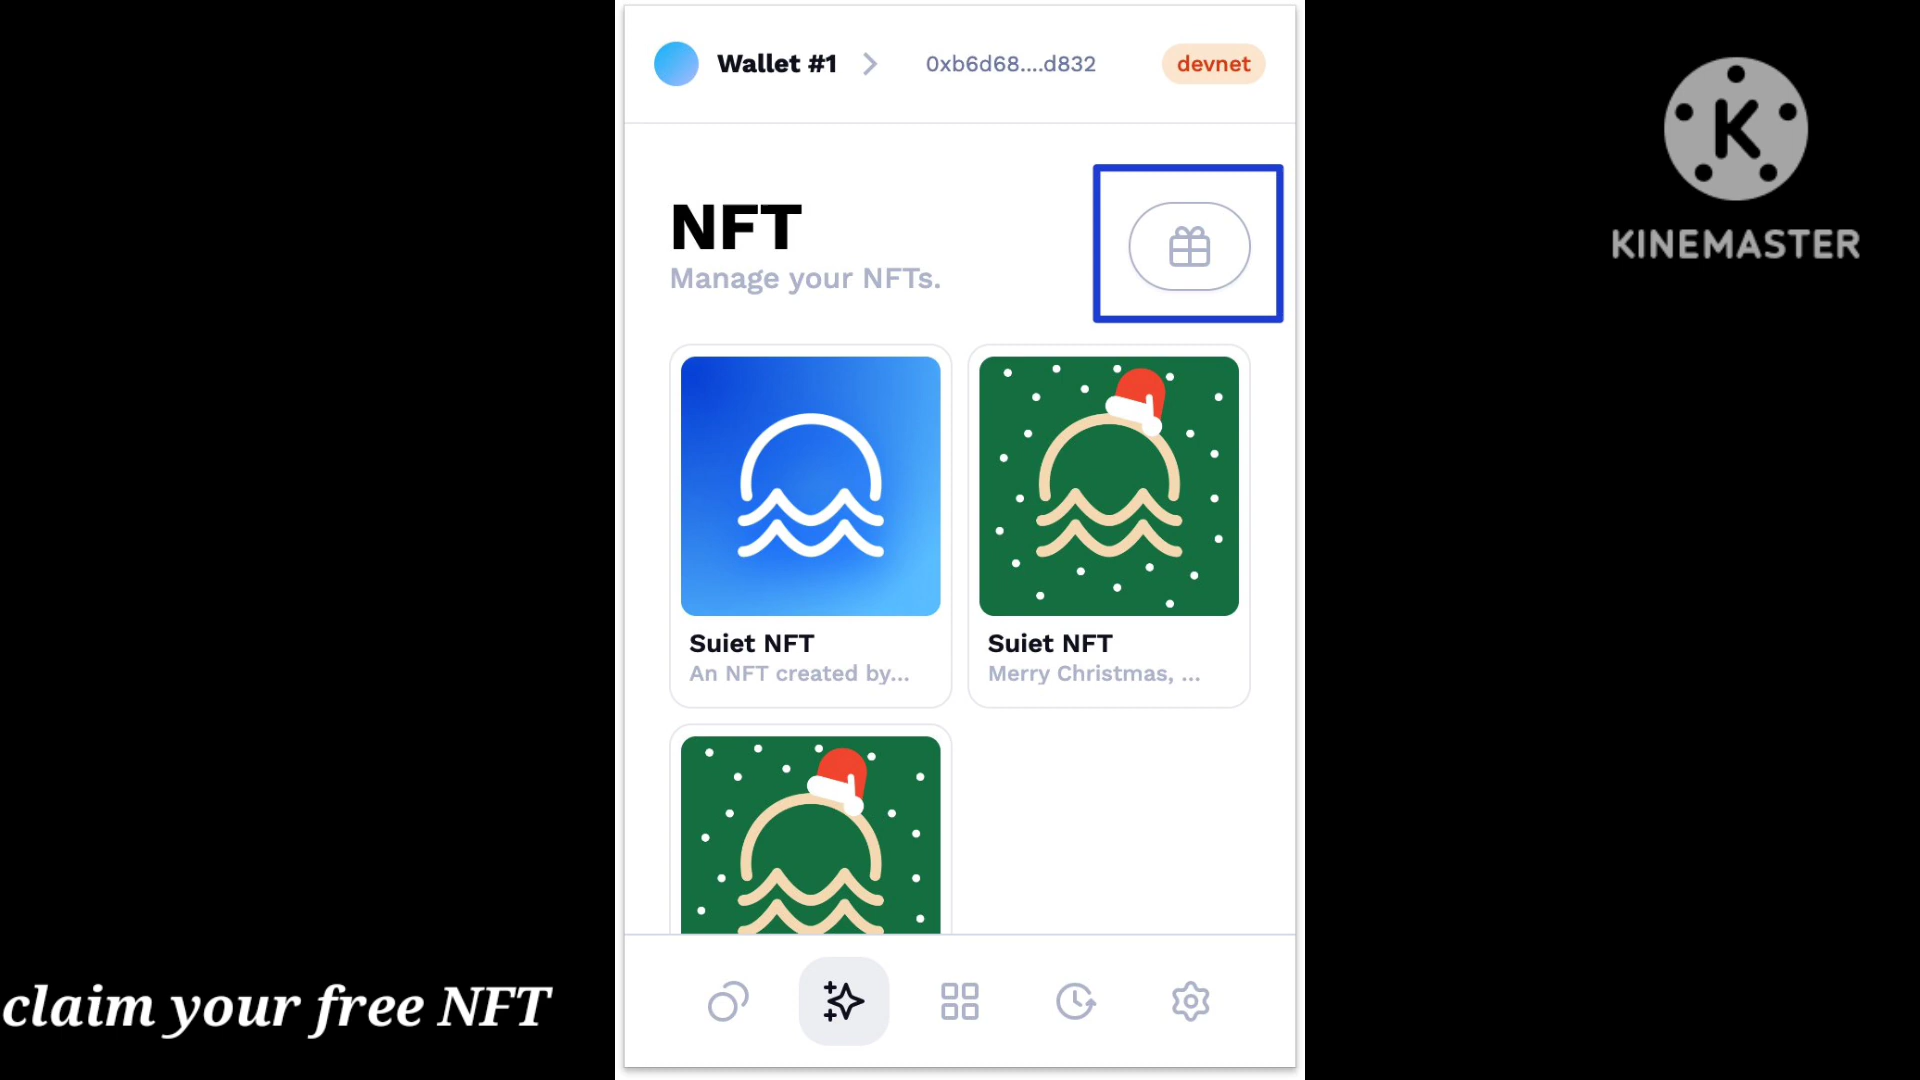 Wallet #1
0xb6d68....d832
devnet
KINEMASTER
NFT
Manage your NFTs.
Suiet NFT
An NFT created by...
Suiet NFT
Merry Christmas, ...
claim your free NFT